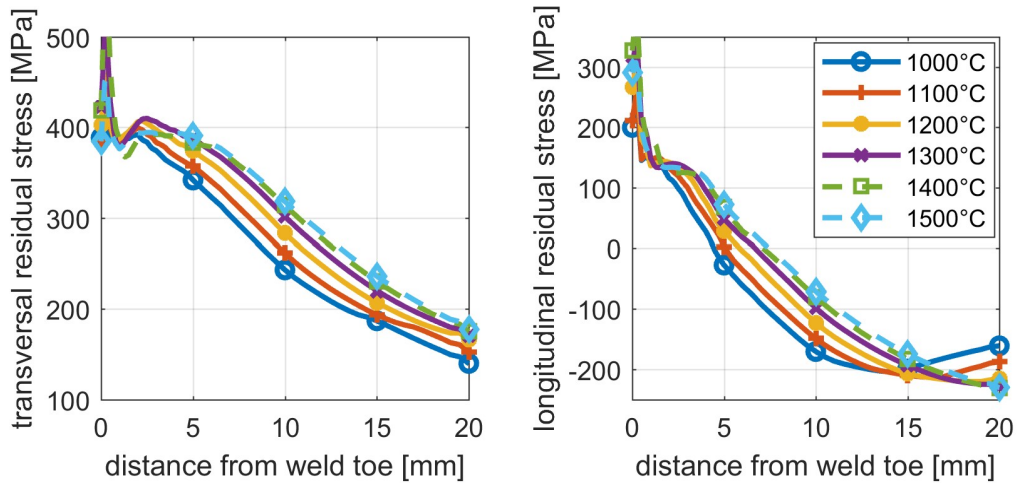 transversal residual stress [MPa]
500
400
300
200
100
0
5
10
15
20
distance from weld toe [mm]
longitudinal residual stress [MPa]
300
200
100
0
-100
-200
0
5
10
15
20
distance from weld toe [mm]
1000°C
1100°C
1200°C
1300°C
1400°C
1500°C